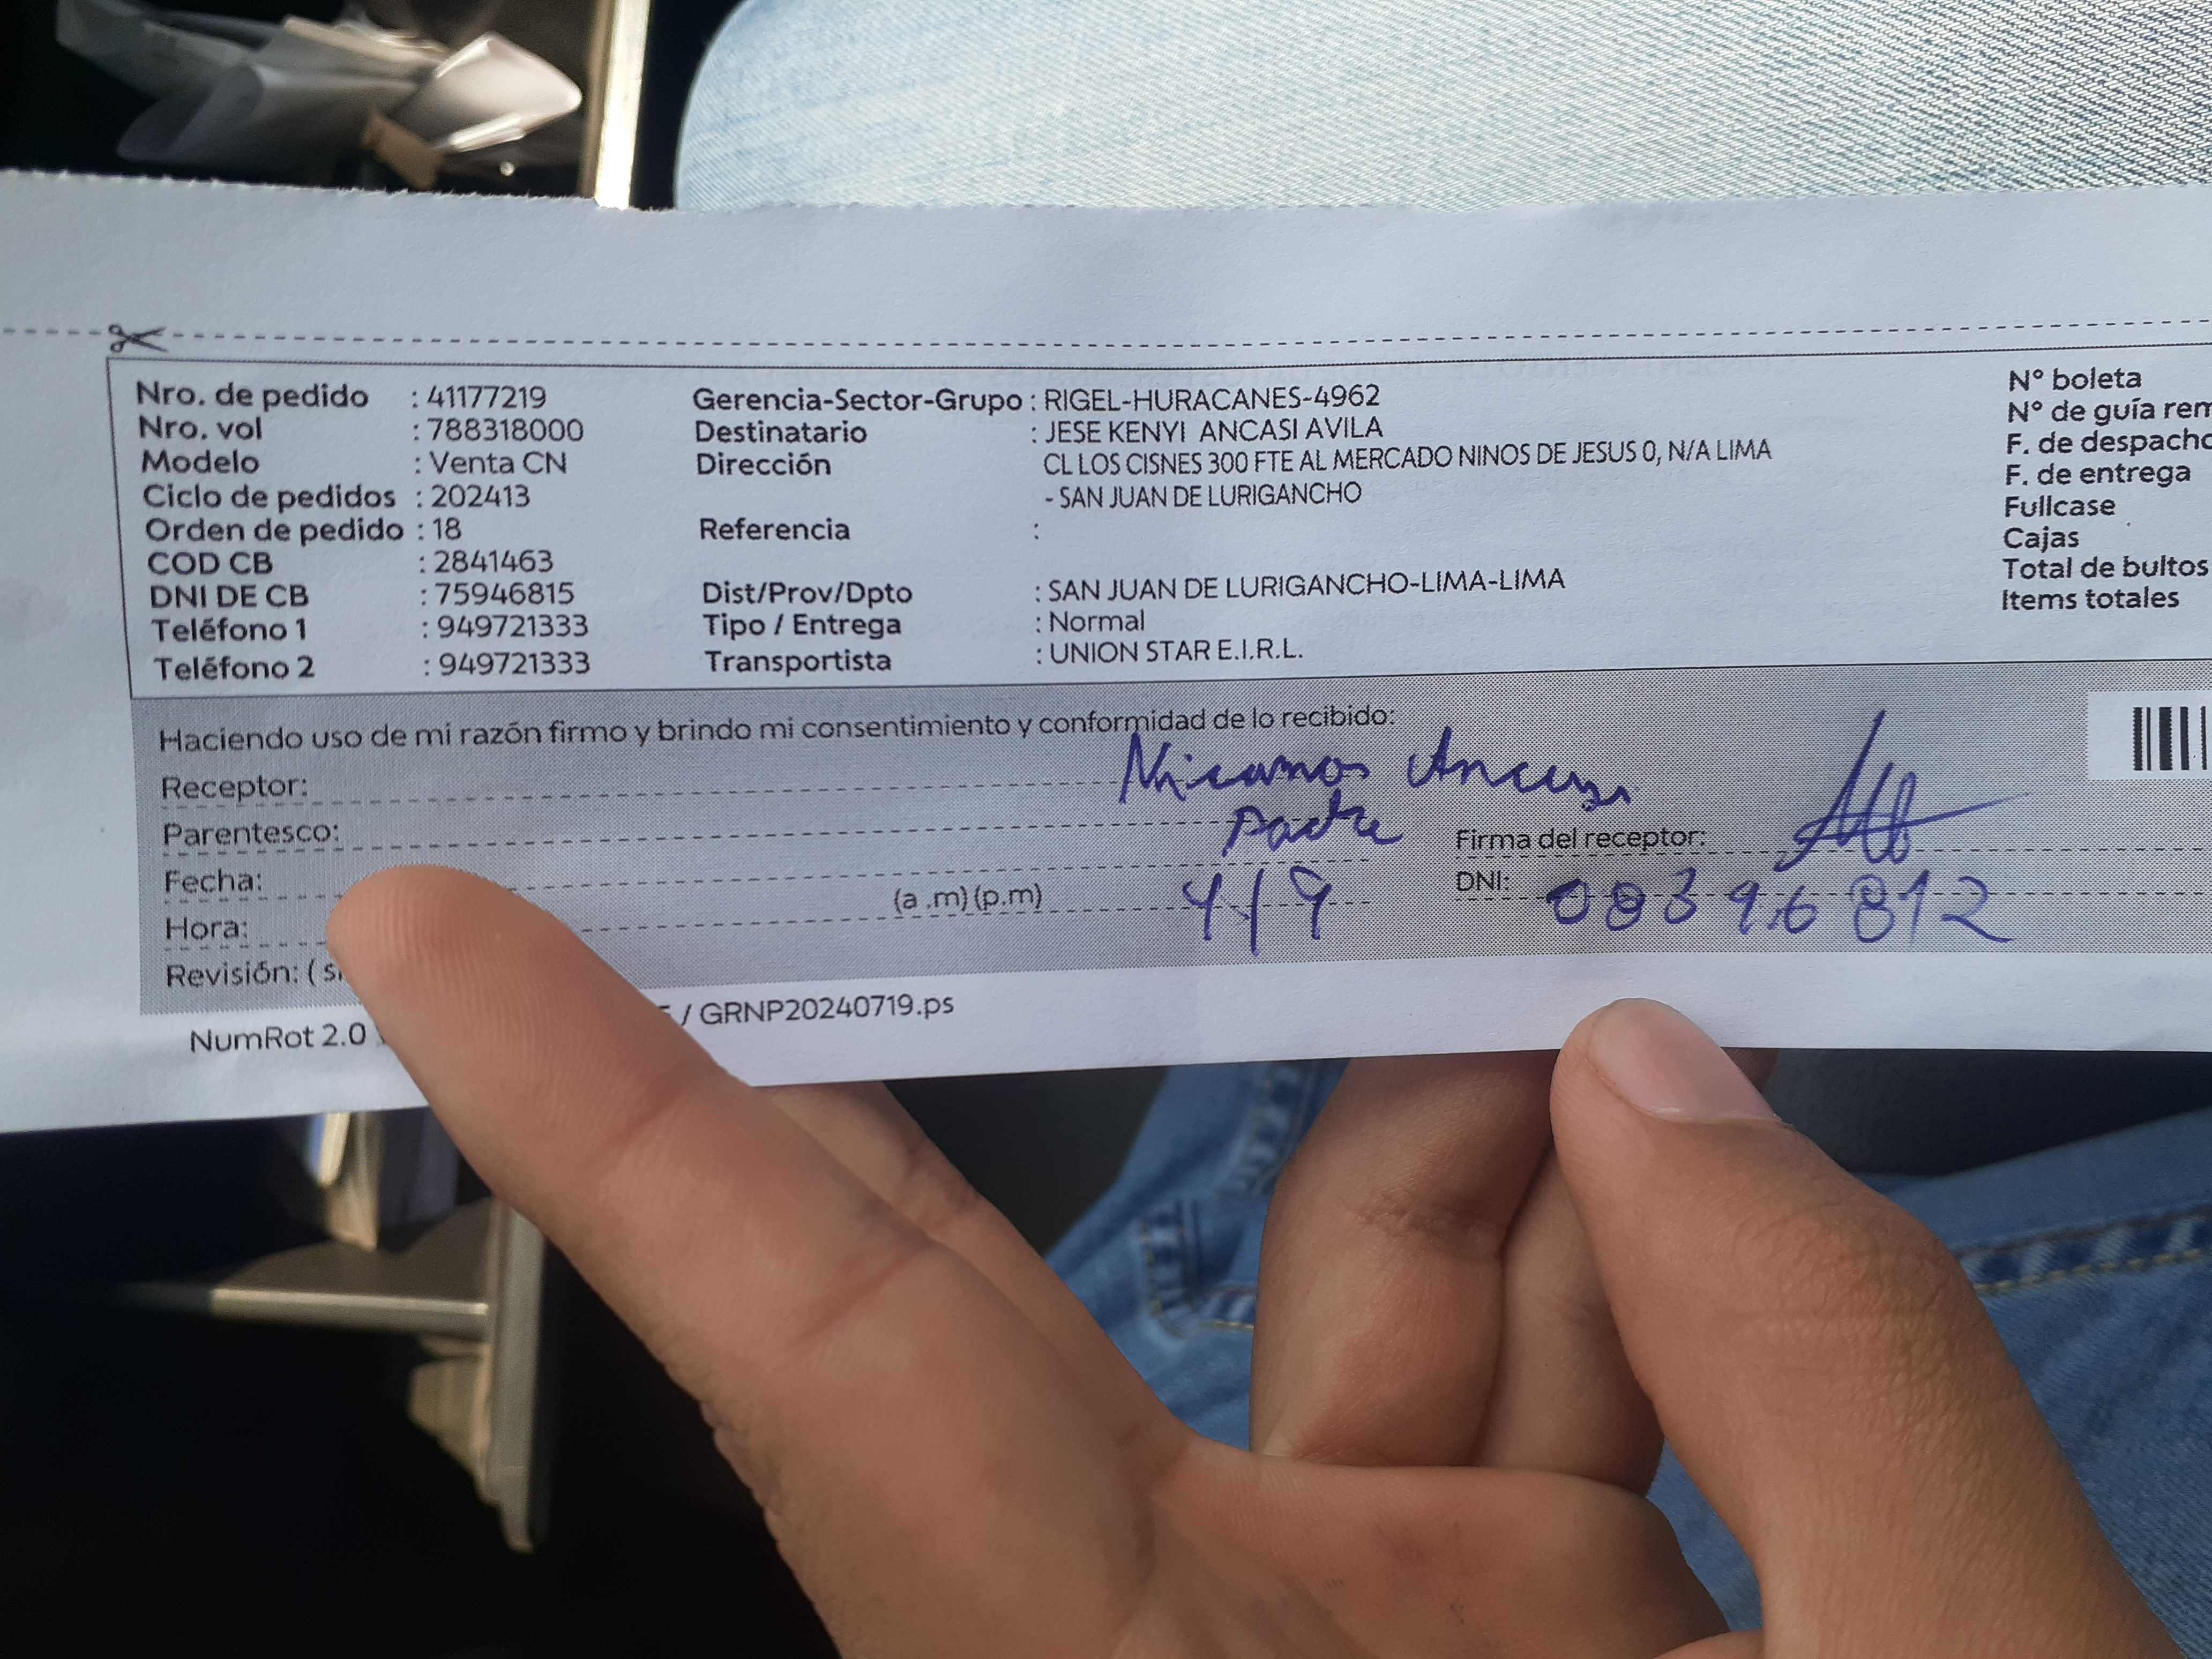 Nro. de pedido : 41177219
Nro. vol : 788318000
Modelo : Venta CN
Ciclo de pedidos : 202413
Orden de pedido : 18
COD CB : 2841463
DNI DE CB : 75946815
Teléfono 1 : 949721333
Teléfono 2 : 949721333
Gerencia-Sector-Grupo : RIGEL-HURACANES-4962
Destinatario : JESE KENYI ANCASI AVILA
Dirección CL LOS CISNES 300 FTE AL MERCADO NINOS DE JESUS 0, N/A LIMA
- SAN JUAN DE LURIGANCHO
Referencia :
Dist/Prov/Dpto : SAN JUAN DE LURIGANCHO-LIMA-LIMA
Tipo / Entrega : Normal
Transportista : UNION STAR E.I.R.L.
N° boleta
N° de guía rem
F. de despacho
F. de entrega
Fullcase
Cajas
Total de bultos
Items totales
Haciendo uso de mi razón firmo y brindo mi consentimiento y conformidad de lo recibido:
Receptor:
Parentesco: Padre
Fecha: 4/9
Hora: (a .m) (p.m)
Revisión: ( si
Firma del receptor:
DNI: 08396812
NumRot 2.0 / GRNP20240719.ps